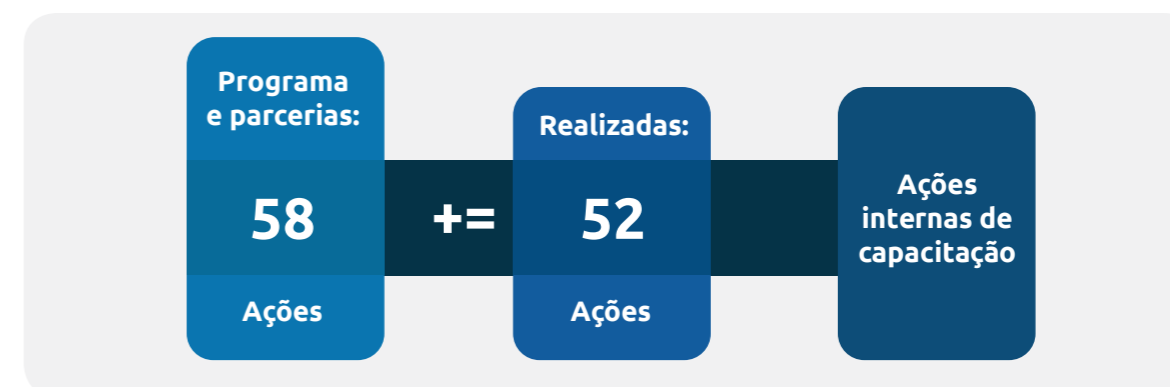 Programa
e parcerias:
58
Ações
+=
Realizadas:
52
Ações
Ações
internas de
capacitação